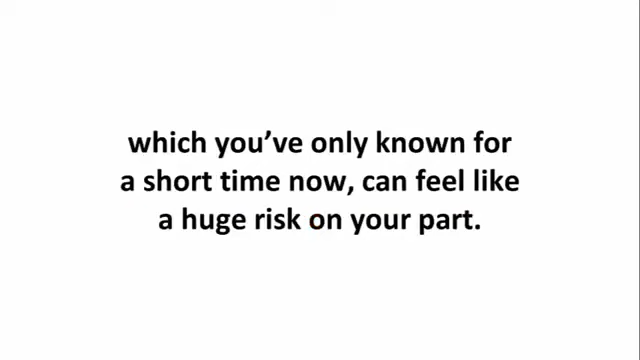 which you’ve only known for
a short time now, can feel like
a huge risk on your part.